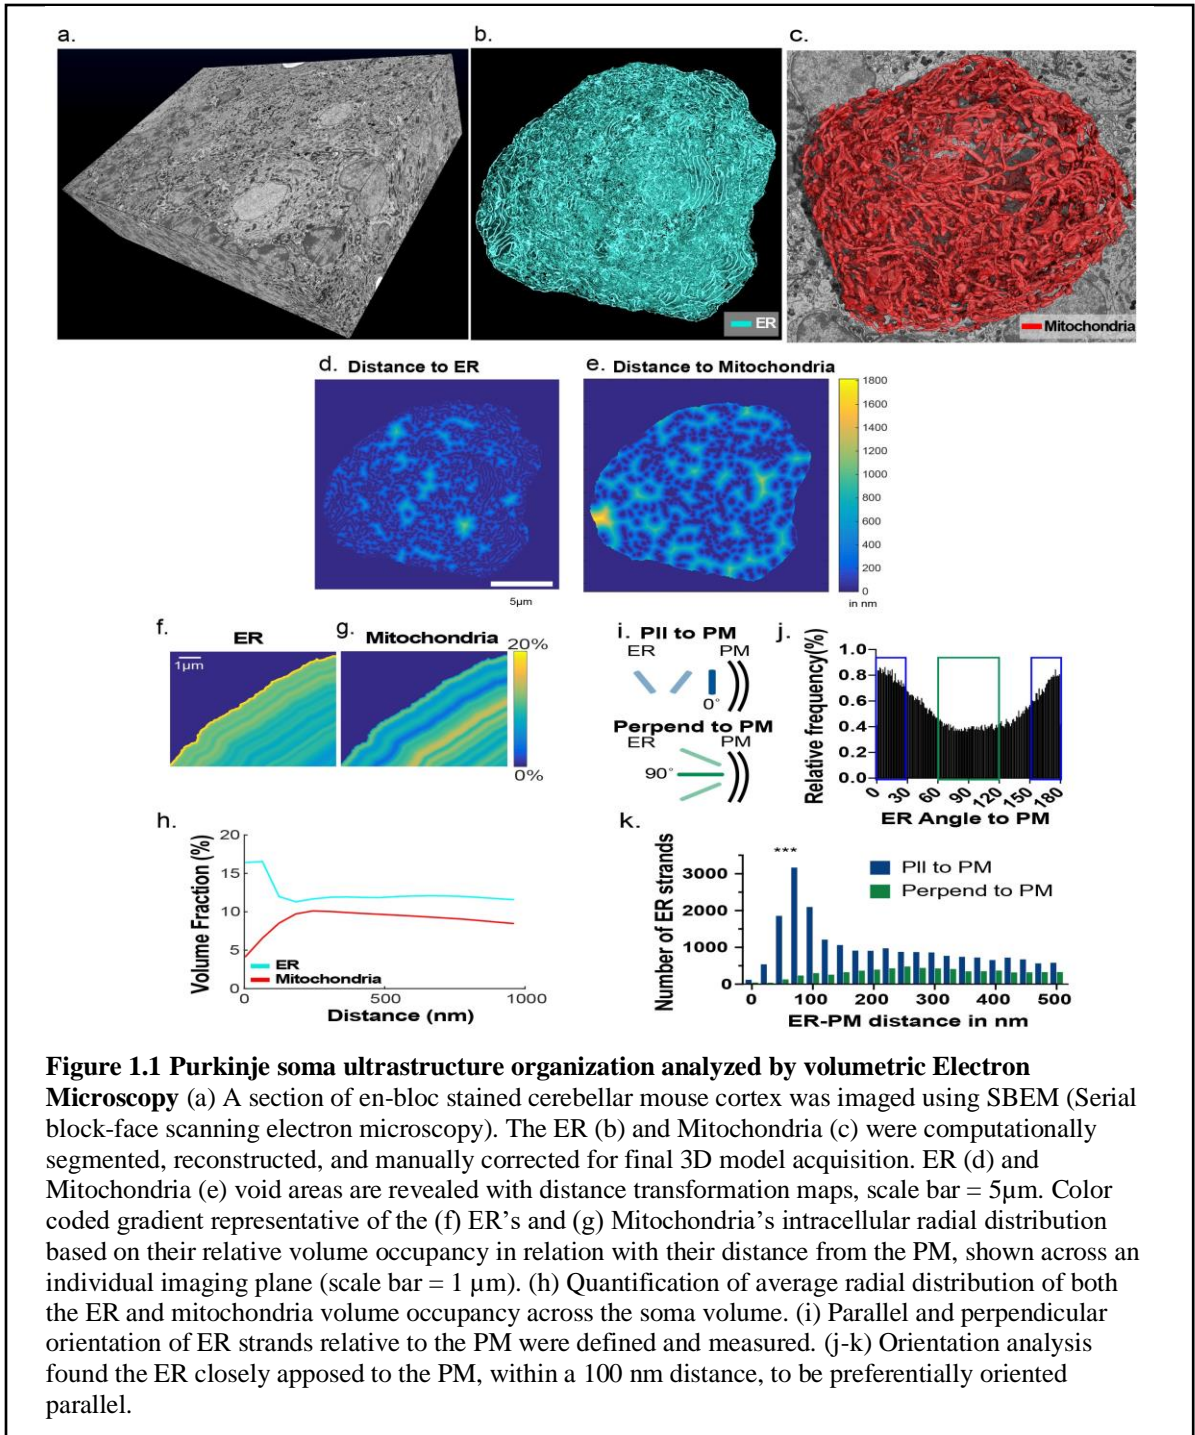 a.
b.
c.
ER
Mitochondria
d. Distance to ER
e. Distance to Mitochondria
1800
1600
1400
1200
1000
800
600
400
200
0
in nm
5µm
f. ER
1µm
g. Mitochondria
20%
0%
i. Pll to PM
ER PM
0°
Perpend to PM
ER PM
90°
j.
Relative frequency(%)
1.0
0.8
0.6
0.4
0.2
0.0
0 30 60 90 120 150 180
ER Angle to PM
h.
Volume Fraction (%)
20
15
10
5
0
ER
Mitochondria
0 500 1000
Distance (nm)
k.
Number of ER strands
***
3000
2000
1000
0
Pll to PM
Perpend to PM
0 100 200 300 400 500
ER-PM distance in nm
Figure 1.1 Purkinje soma ultrastructure organization analyzed by volumetric Electron
Microscopy (a) A section of en-bloc stained cerebellar mouse cortex was imaged using SBEM (Serial
block-face scanning electron microscopy). The ER (b) and Mitochondria (c) were computationally
segmented, reconstructed, and manually corrected for final 3D model acquisition. ER (d) and
Mitochondria (e) void areas are revealed with distance transformation maps, scale bar = 5µm. Color
coded gradient representative of the (f) ER’s and (g) Mitochondria’s intracellular radial distribution
based on their relative volume occupancy in relation with their distance from the PM, shown across an
individual imaging plane (scale bar = 1 µm). (h) Quantification of average radial distribution of both
the ER and mitochondria volume occupancy across the soma volume. (i) Parallel and perpendicular
orientation of ER strands relative to the PM were defined and measured. (j-k) Orientation analysis
found the ER closely apposed to the PM, within a 100 nm distance, to be preferentially oriented
parallel.